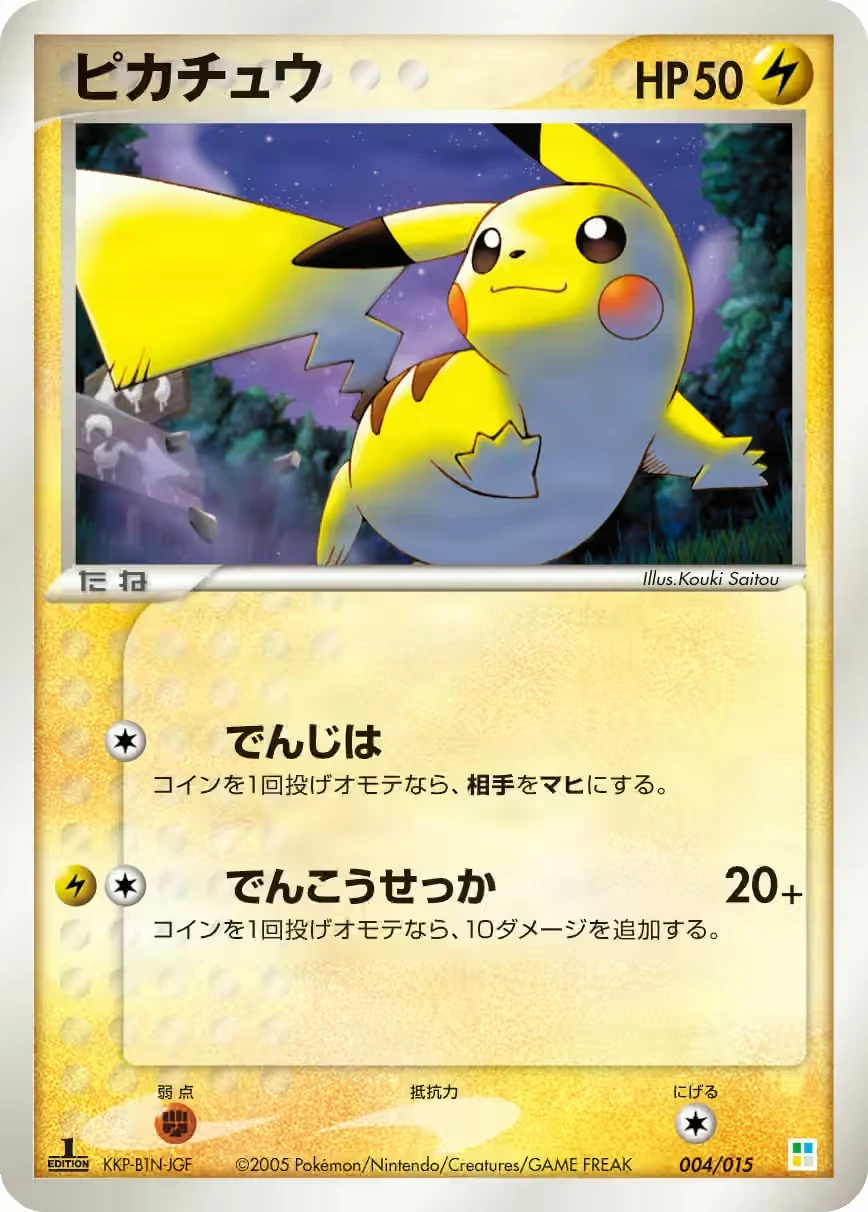 ピカチュウ HP50
たね Illus.Kouki Saitou
でんじは
コインを1回投げオモテなら、相手をマヒにする。
でんこうせっか 20+
コインを1回投げオモテなら、10ダメージを追加する。
弱点 抵抗力 にげる
1 EDITION KKP-B1N-JGF ©2005 Pokémon/Nintendo/Creatures/GAME FREAK 004/015